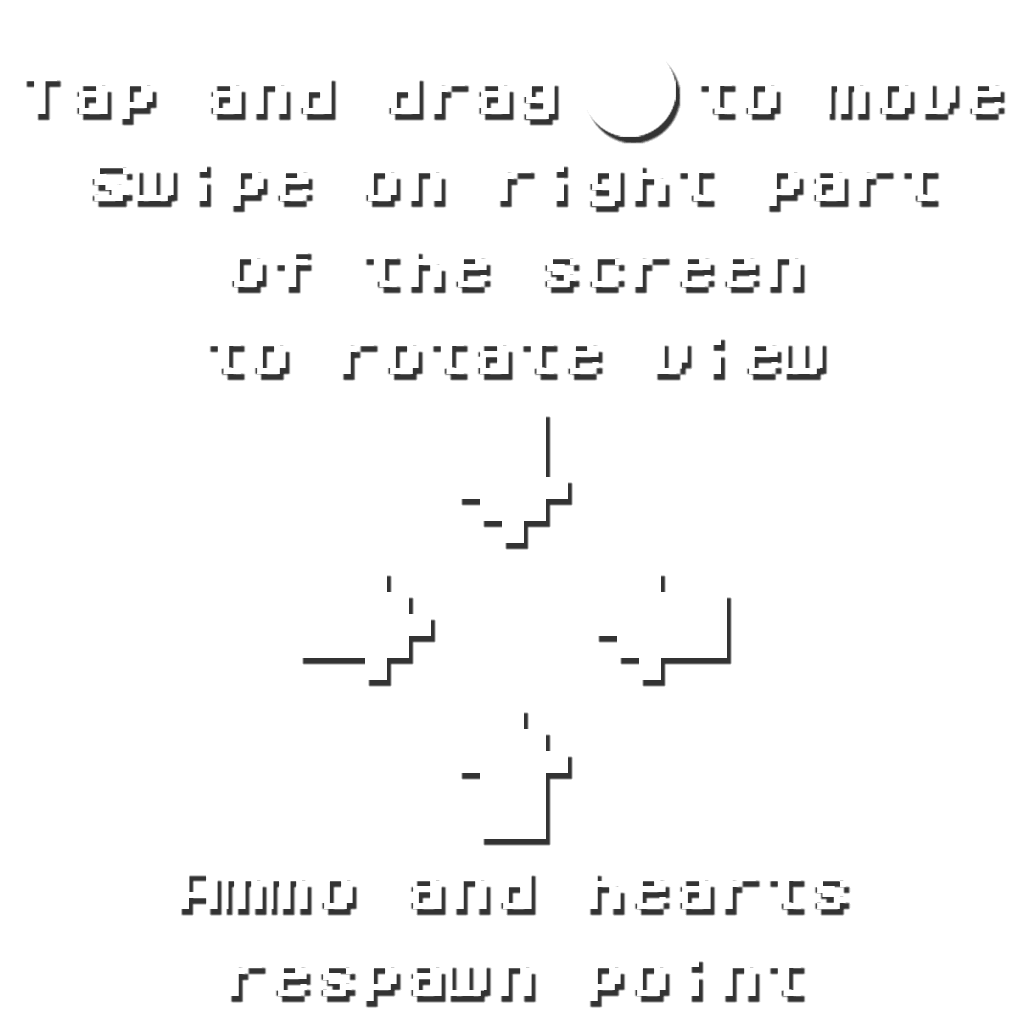 Tap and drag to move
Swipe on right part
of the screen
to rotate view
Ammo and hearts
respawn point